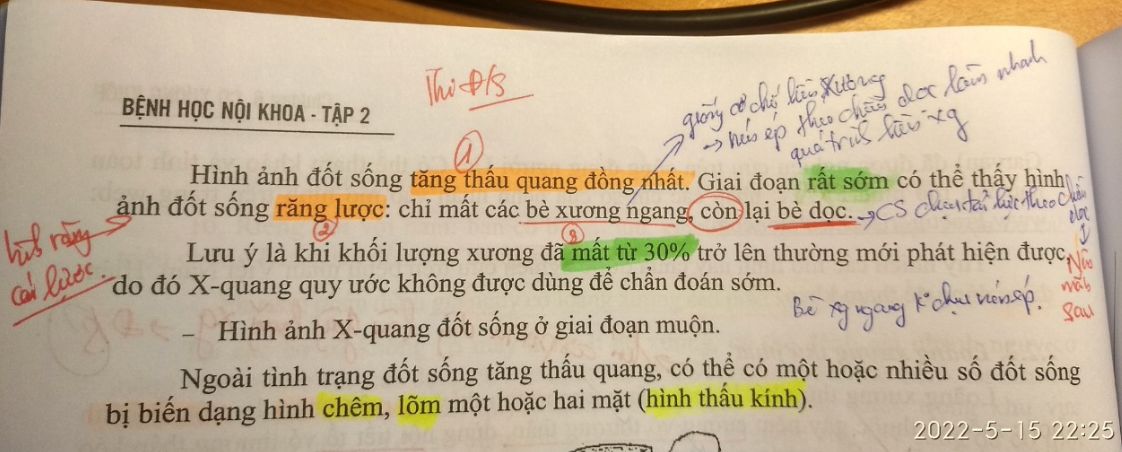 Thi Đ/S
BỆNH HỌC NỘI KHOA - TẬP 2
giống cơ chế liền xương
→ nén ép theo chiều dọc làm nhanh
quá trình liền xg
1
Hình ảnh đốt sống tăng thấu quang đồng nhất. Giai đoạn rất sớm có thể thấy hình
ảnh đốt sống răng lược: chỉ mất các bè xương ngang, còn lại bè dọc. → CS chịu tải lực theo chiều
dọc
2
3
hình răng
cái lược.
Lưu ý là khi khối lượng xương đã mất từ 30% trở lên thường mới phát hiện được,
do đó X-quang quy ước không được dùng để chẩn đoán sớm.
Nên
mất
sau
Bè xg ngang k chịu nén ép.
– Hình ảnh X-quang đốt sống ở giai đoạn muộn.
Ngoài tình trạng đốt sống tăng thấu quang, có thể có một hoặc nhiều số đốt sống
bị biến dạng hình chêm, lõm một hoặc hai mặt (hình thấu kính).
2022-5-15 22:25